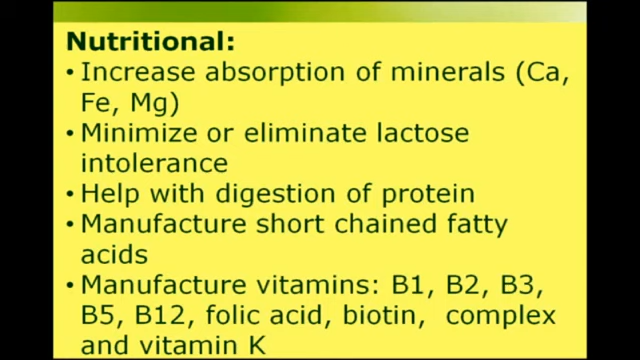 Nutritional:
• Increase absorption of minerals (Ca,
Fe, Mg)
• Minimize or eliminate lactose
intolerance
• Help with digestion of protein
• Manufacture short chained fatty
acids
• Manufacture vitamins: B1, B2, B3,
B5, B12, folic acid, biotin,  complex
and vitamin K